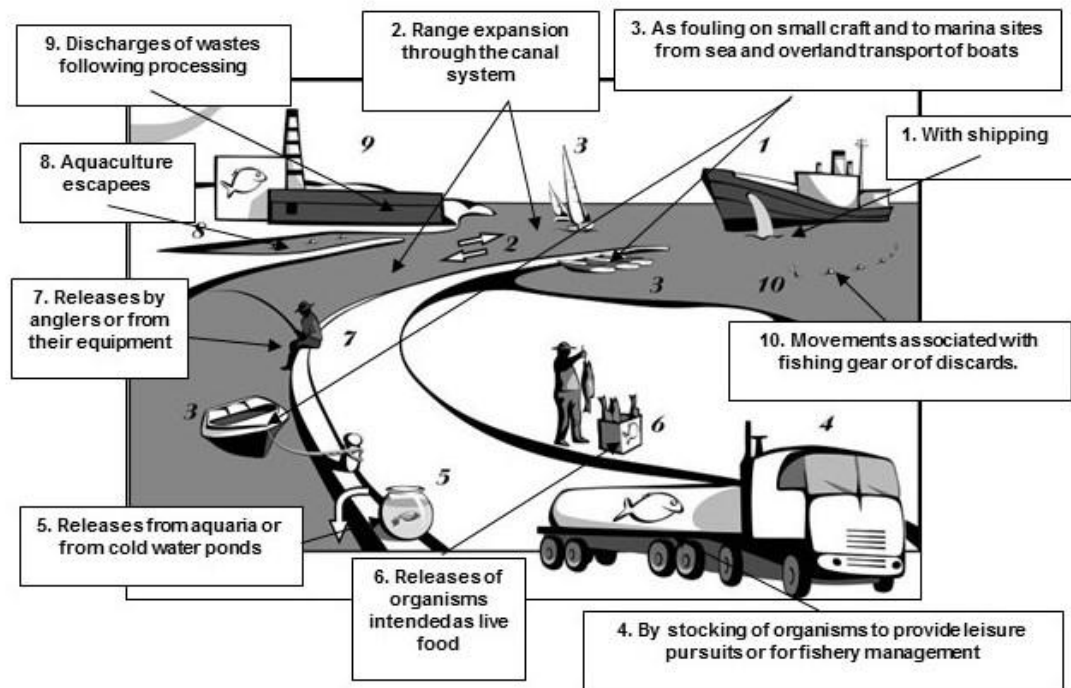 9. Discharges of wastes
following processing
2. Range expansion
through the canal
system
3. As fouling on small craft and to marina sites
from sea and overland transport of boats
1. With shipping
8. Aquaculture
escapees
9
3
1
8
2
7. Releases by
anglers or from
their equipment
3
10
7
10. Movements associated with
fishing gear or of discards.
3
6
4
5
5. Releases from aquaria or
from cold water ponds
6. Releases of
organisms
intended as live
food
4. By stocking of organisms to provide leisure
pursuits or for fishery management